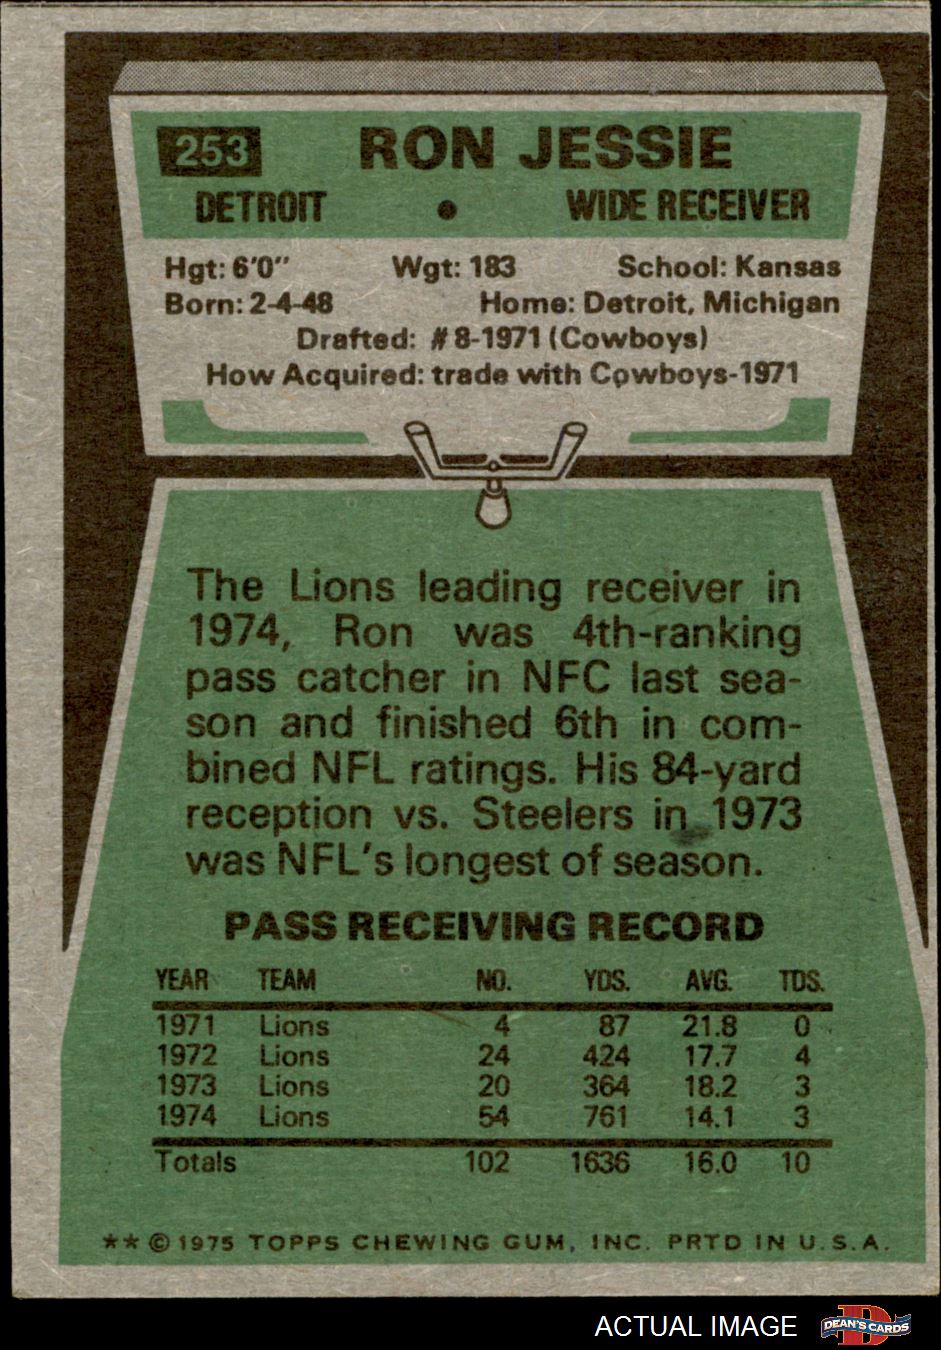 253 RON JESSIE
DETROIT • WIDE RECEIVER
Hgt: 6'0" Wgt: 183 School: Kansas
Born: 2-4-48 Home: Detroit, Michigan
Drafted: #8-1971 (Cowboys)
How Acquired: trade with Cowboys-1971
The Lions leading receiver in
1974, Ron was 4th-ranking
pass catcher in NFC last sea-
son and finished 6th in com-
bined NFL ratings. His 84-yard
reception vs. Steelers in 1973
was NFL's longest of season.
PASS RECEIVING RECORD
YEAR TEAM NO. YDS. AVG. TDS.
1971 Lions 4 87 21.8 0
1972 Lions 24 424 17.7 4
1973 Lions 20 364 18.2 3
1974 Lions 54 761 14.1 3
Totals 102 1636 16.0 10
**© 1975 TOPPS CHEWING GUM, INC. PRTD IN U.S.A.
ACTUAL IMAGE DEAN'S CARDS